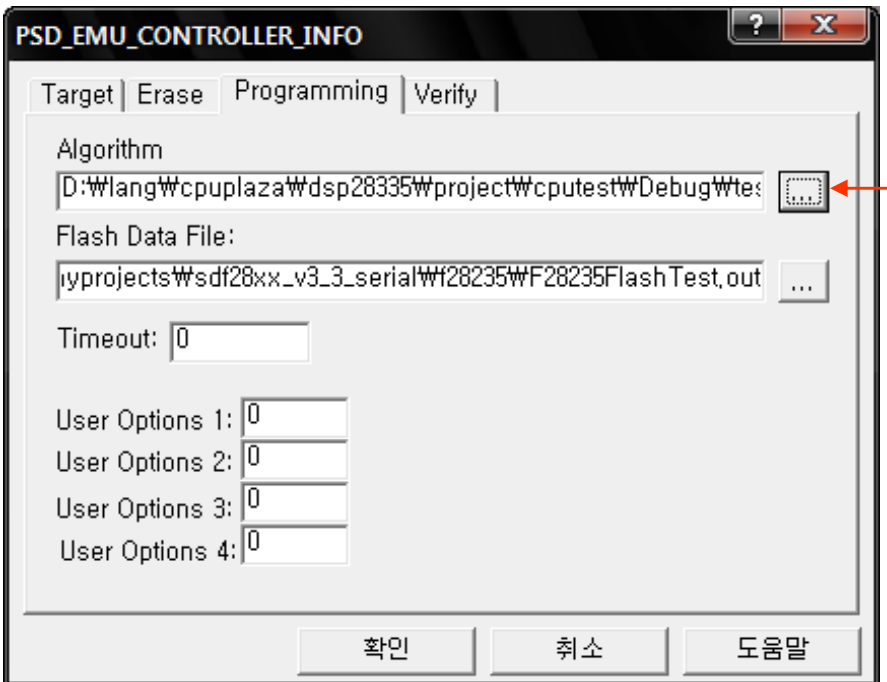 PSD_EMU_CONTROLLER_INFO ? X
Target Erase Programming Verify
Algorithm
D:₩lang₩cpuplaza₩dsp28335₩project₩cputest₩Debug₩tes ...
Flash Data File:
yprojects₩sdf28xx_v3_3_serial₩f28235₩F28235FlashTest.out ...
Timeout: 0
User Options 1: 0
User Options 2: 0
User Options 3: 0
User Options 4: 0
확인 취소 도움말